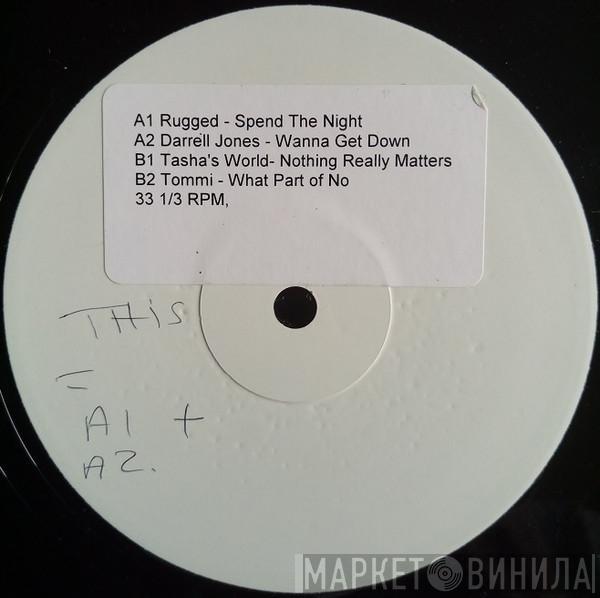 A1 Rugged - Spend The Night
A2 Darrell Jones - Wanna Get Down
B1 Tasha's World- Nothing Really Matters
B2 Tommi - What Part of No
33 1/3 RPM,
THiS
=
A1 +
A2.
МАРКЕТ ВИНИЛА